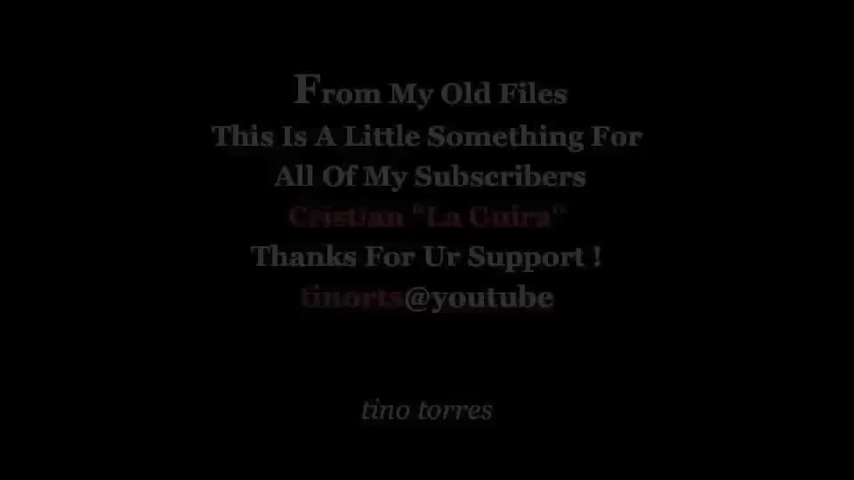 From My Old Files
This Is A Little Something For
All Of My Subscribers
Cristian "La Guira"
Thanks For Ur Support !
tinorts@youtube
tino torres